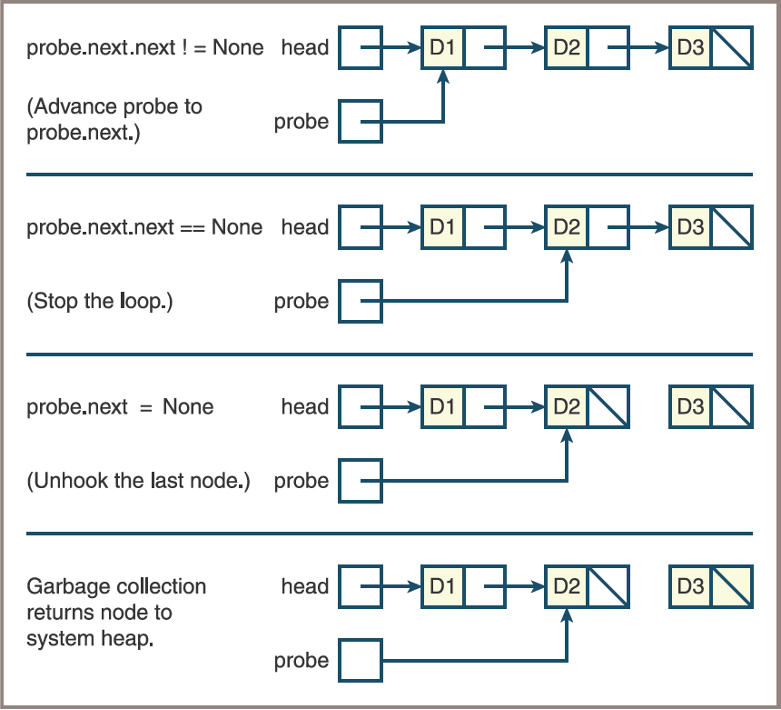 probe.next.next ! = None head D1 D2 D3
(Advance probe to
probe.next.) probe
probe.next.next == None head D1 D2 D3
(Stop the loop.) probe
probe.next = None head D1 D2 D3
(Unhook the last node.) probe
Garbage collection head D1 D2 D3
returns node to
system heap.
probe